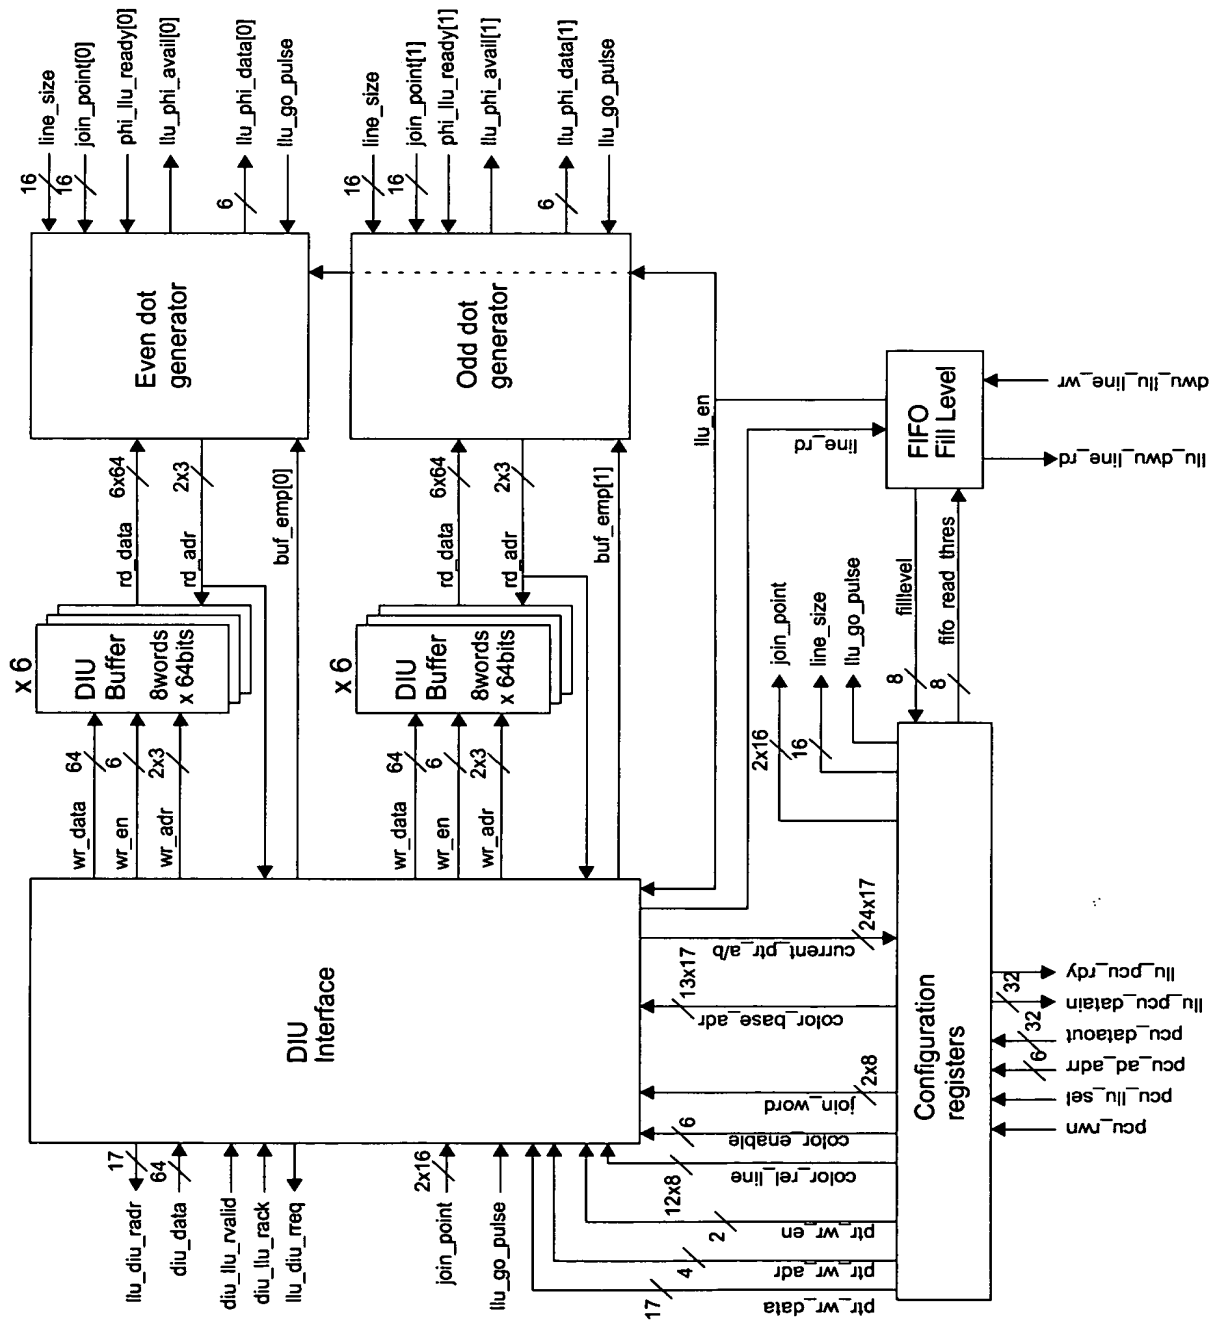 line_size
16
join_point[0]
16
phi_llu_ready[0]
llu_phi_avail[0]
llu_phi_data[0]
6
llu_go_pulse
line_size
16
join_point[1]
16
phi_llu_ready[1]
llu_phi_avail[1]
llu_phi_data[1]
6
llu_go_pulse
Even dot
generator
Odd dot
generator
rd_data
6x64
rd_adr
2x3
buf_emp[0]
rd_data
6x64
rd_adr
2x3
buf_emp[1]
x 6
DIU
Buffer
8words
x 64bits
x 6
DIU
Buffer
8words
x 64bits
wr_data
64
wr_en
6
wr_adr
2x3
wr_data
64
wr_en
6
wr_adr
2x3
DIU
Interface
llu_en
line_rd
FIFO
Fill Level
dwu_llu_line_wr
llu_dwu_line_rd
filllevel
8
fifo_read_thres
8
join_point
2x16
line_size
16
llu_go_pulse
current_ptr_a/b
24x17
color_base_adr
13x17
join_word
2x8
color_enable
6
color_rel_line
12x8
ptr_wr_en
2
ptr_wr_adr
4
ptr_wr_data
17
Configuration
registers
llu_pcu_rdy
llu_pcu_datain
32
pcu_dataout
32
pcu_ad_adrr
6
pcu_llu_sel
pcu_rwn
llu_diu_radr
17
diu_data
64
diu_llu_rvalid
diu_llu_rack
llu_diu_rreq
join_point
2x16
llu_go_pulse